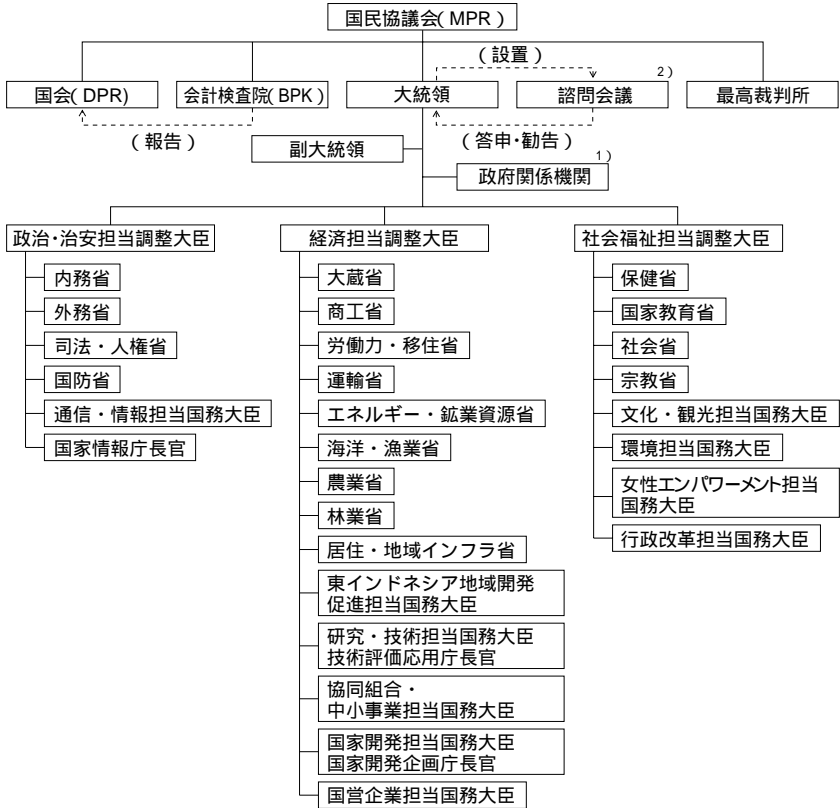 国民協議会(MPR)
(設置)
国会(DPR)
会計検査院(BPK)
大統領
諮問会議
2)
最高裁判所
(報告)
(答申・勧告)
副大統領
政府関係機関
1)
政治・治安担当調整大臣
経済担当調整大臣
社会福祉担当調整大臣
内務省
外務省
司法・人権省
国防省
通信・情報担当国務大臣
国家情報庁長官
大蔵省
商工省
労働力・移住省
運輸省
エネルギー・鉱業資源省
海洋・漁業省
農業省
林業省
居住・地域インフラ省
東インドネシア地域開発
促進担当国務大臣
研究・技術担当国務大臣
技術評価応用庁長官
協同組合・
中小事業担当国務大臣
国家開発担当国務大臣
国家開発企画庁長官
国営企業担当国務大臣
保健省
国家教育省
社会省
宗教省
文化・観光担当国務大臣
環境担当国務大臣
女性エンパワーメント担当
国務大臣
行政改革担当国務大臣